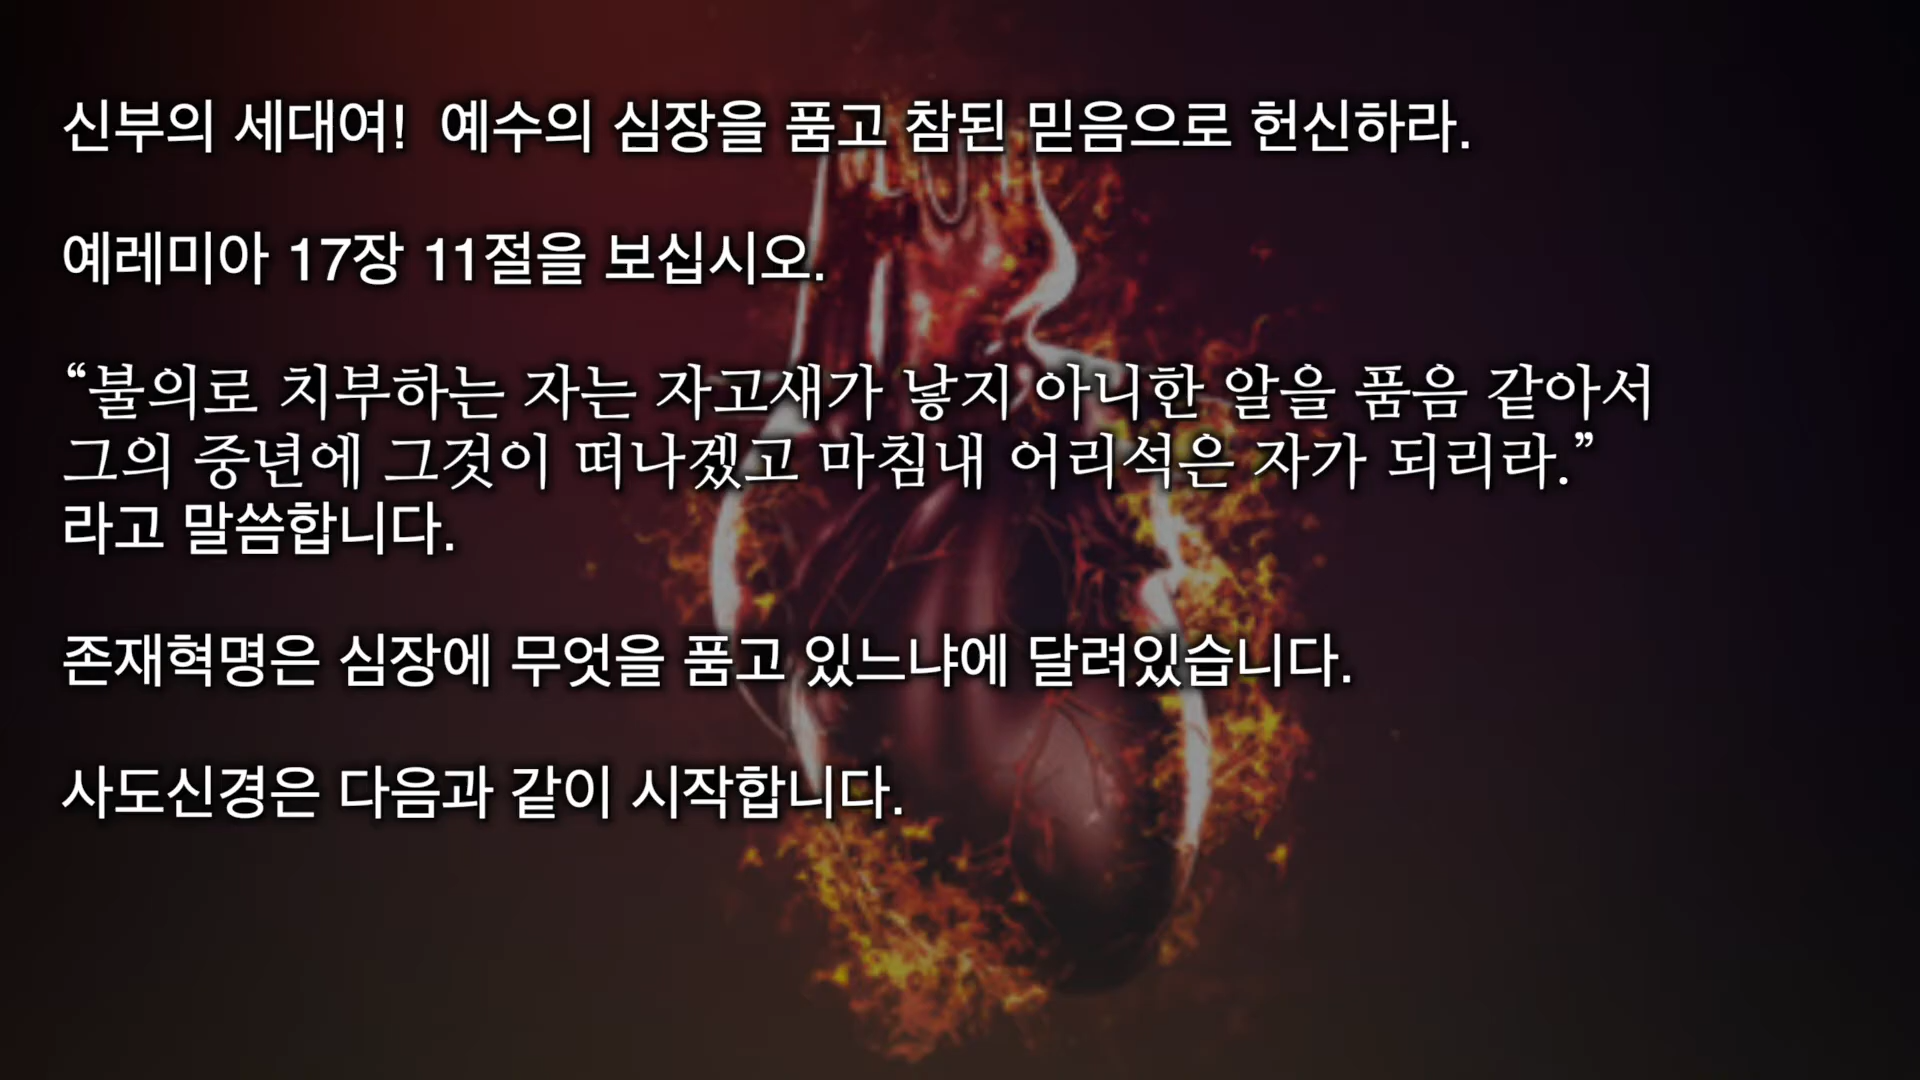 신부의 세대여!  예수의 심장을 품고 참된 믿음으로 헌신하라.
예레미아 17장 11절을 보십시오.
“불의로 치부하는 자는 자고새가 낳지 아니한 알을 품음 같아서
그의 중년에 그것이 떠나겠고 마침내 어리석은 자가 되리라.”
라고 말씀합니다.
존재혁명은 심장에 무엇을 품고 있느냐에 달려있습니다.
사도신경은 다음과 같이 시작합니다.